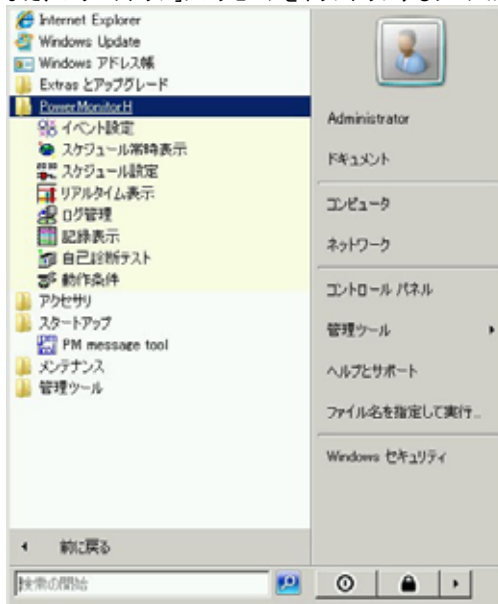 Internet Explorer
Windows Update
Windows アドレス帳
Extras とアップグレード
PowerMonitorH
イベント設定
スケジュール常時表示
スケジュール設定
リアルタイム表示
ログ管理
記録表示
自己診断テスト
動作条件
アクセサリ
スタートアップ
PM message tool
メンテナンス
管理ツール
前に戻る
検索の開始
Administrator
ドキュメント
コンピュータ
ネットワーク
コントロール パネル
管理ツール
ヘルプとサポート
ファイル名を指定して実行...
Windows セキュリティ